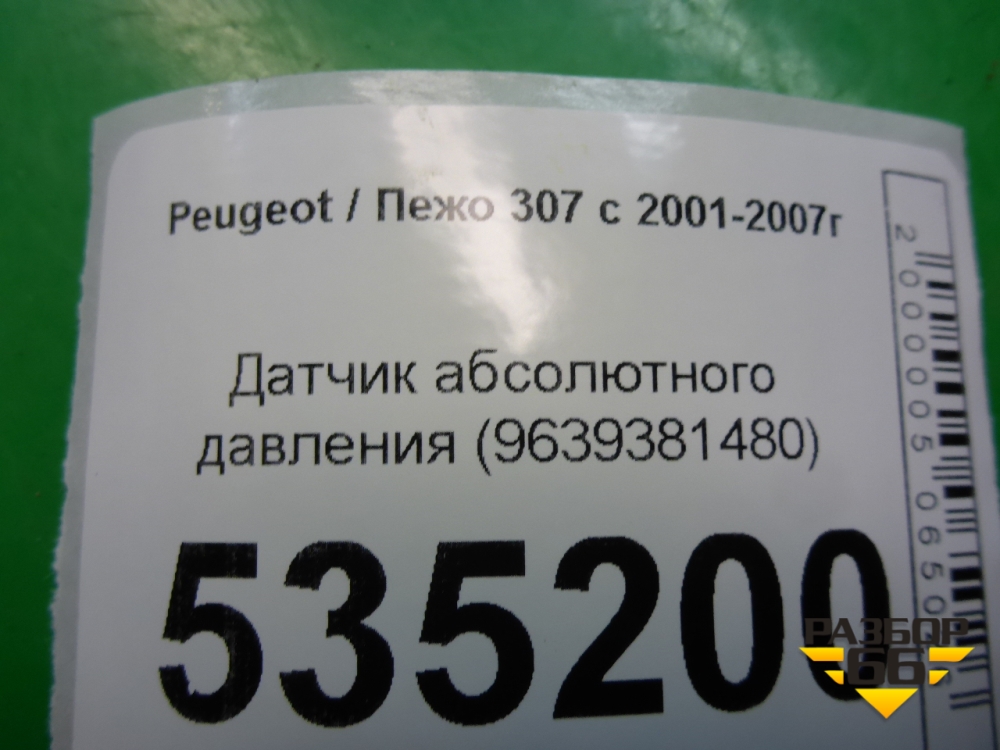 Peugeot / Пежо 307 с 2001-2007г
Датчик абсолютного
давления (9639381480)
535200
РАЗБОР
66